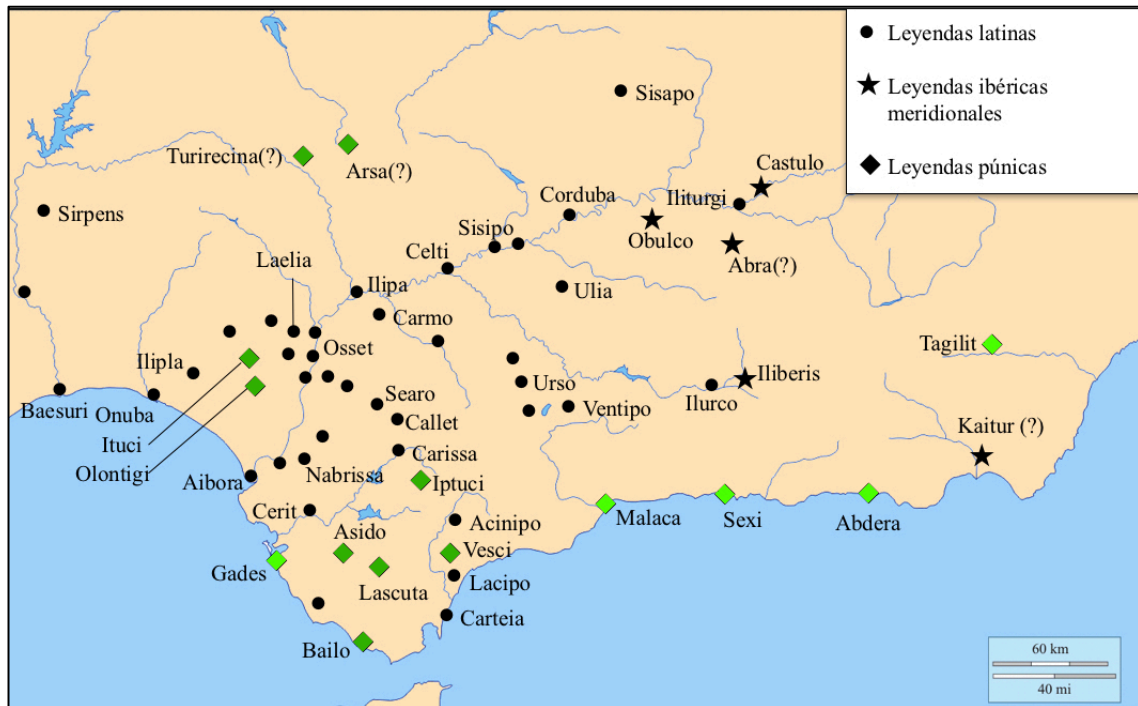 Leyendas latinas
Leyendas ibéricas
meridionales
Leyendas púnicas
Sisapo
Turirecina(?)
Arsa(?)
Castulo
Corduba
Iliturgi
Sirpens
Sisipo
Obulco
Celti
Abra(?)
Laelia
Ilipa
Ulia
Carmo
Tagilit
Osset
Ilipla
Iliberis
Urso
Baesuri
Onuba
Searo
Ilurco
Ventipo
Callet
Ituci
Kaitur (?)
Carissa
Olontigi
Nabrissa
Aibora
Iptuci
Cerit
Acinipo
Malaca
Sexi
Abdera
Asido
Vesci
Gades
Lascuta
Lacipo
Carteia
Bailo
60 km
40 mi